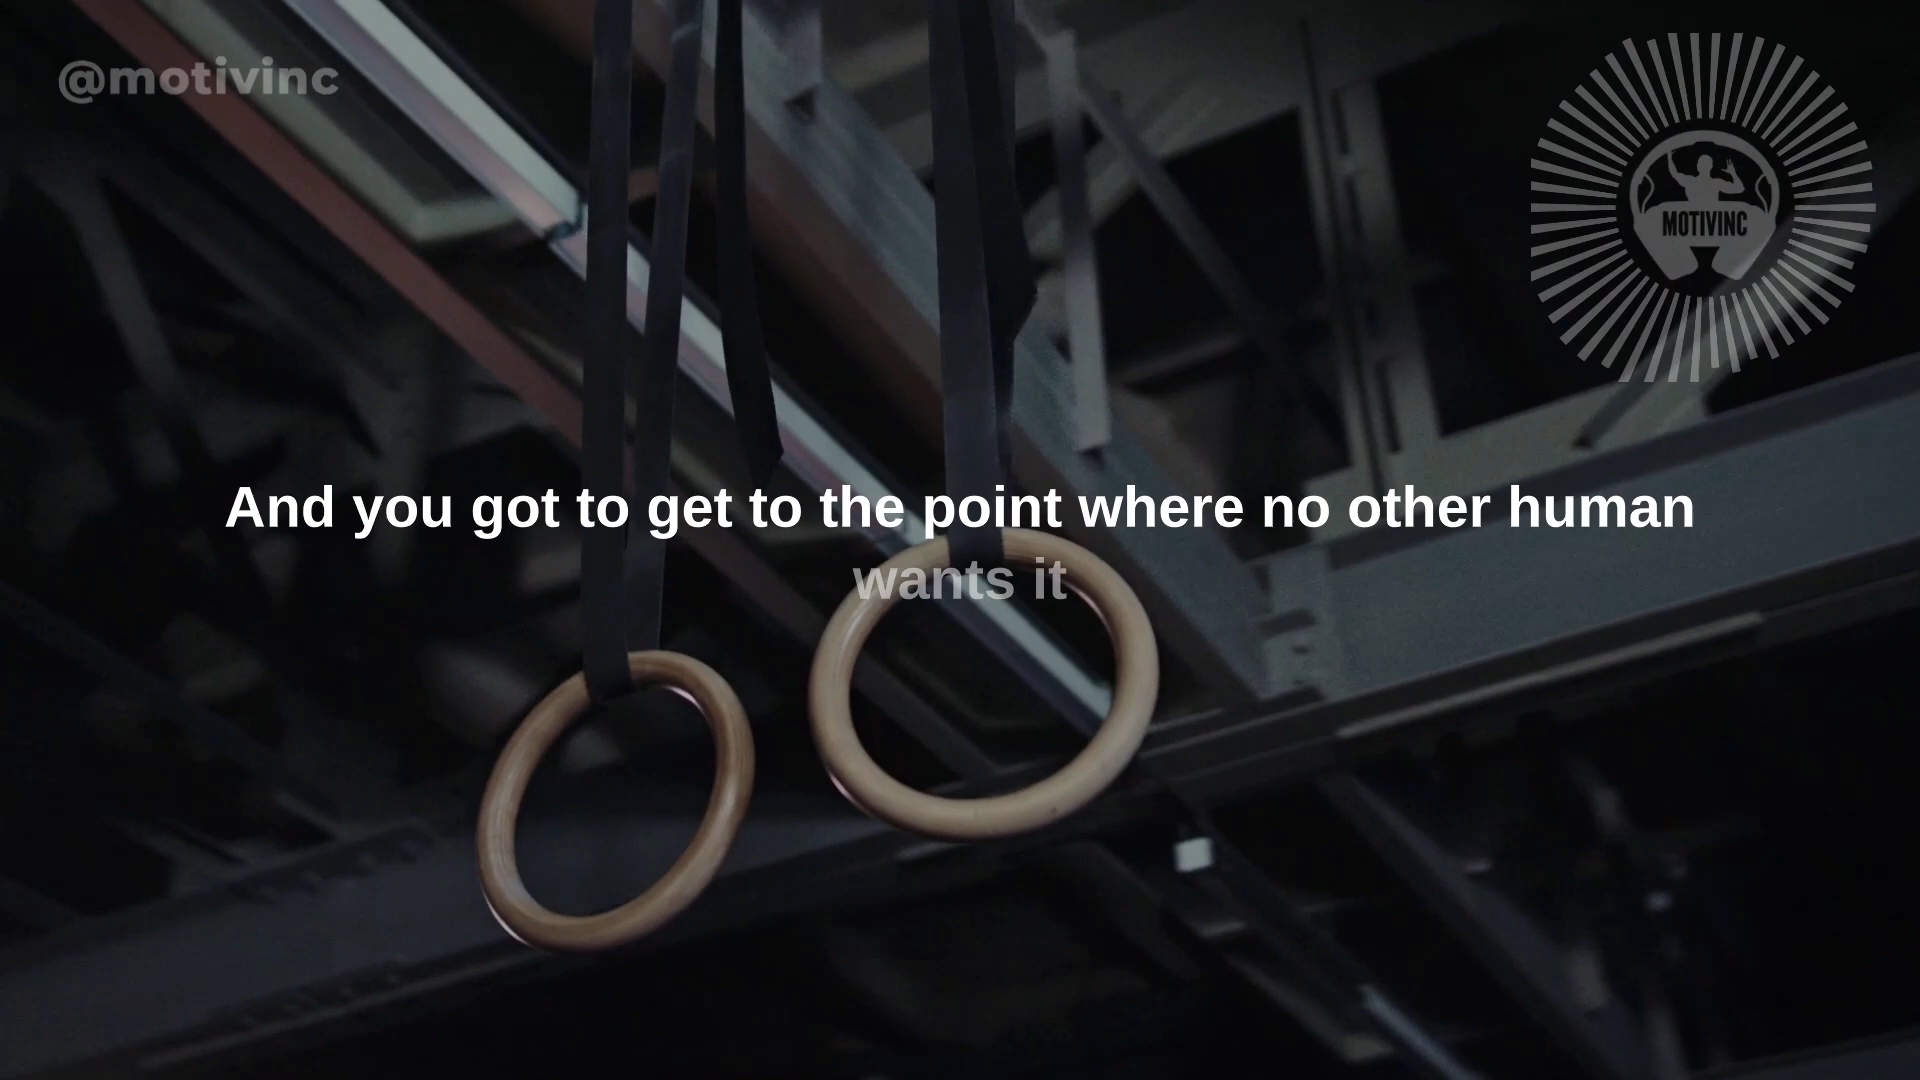 @motivinc
MOTIVINC
And you got to get to the point where no other human
wants it